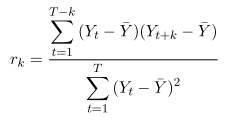 r_k = \frac{\sum_{t=1}^{T-k} (Y_t - \bar{Y})(Y_{t+k} - \bar{Y})}{\sum_{t=1}^{T} (Y_t - \bar{Y})^2}